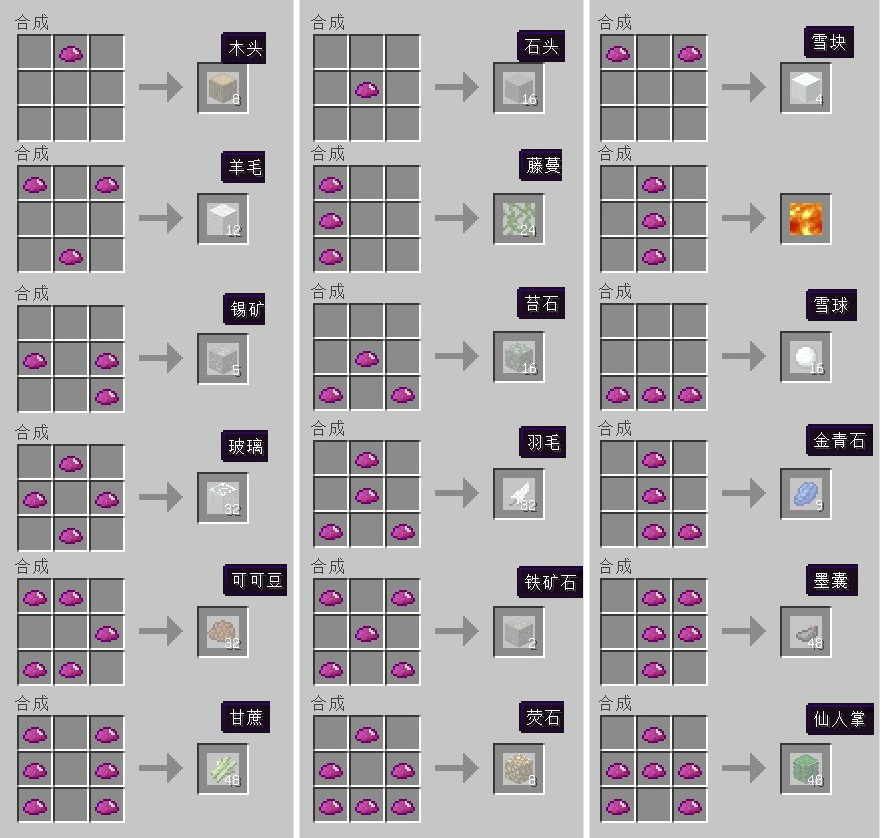 合成
木头
8
合成
石头
16
合成
雪块
4
合成
羊毛
12
合成
藤蔓
24
合成
合成
锡矿
5
合成
苔石
16
合成
雪球
16
合成
玻璃
32
合成
羽毛
32
合成
金青石
9
合成
可可豆
32
合成
铁矿石
2
合成
墨囊
48
合成
甘蔗
48
合成
荧石
8
合成
仙人掌
48